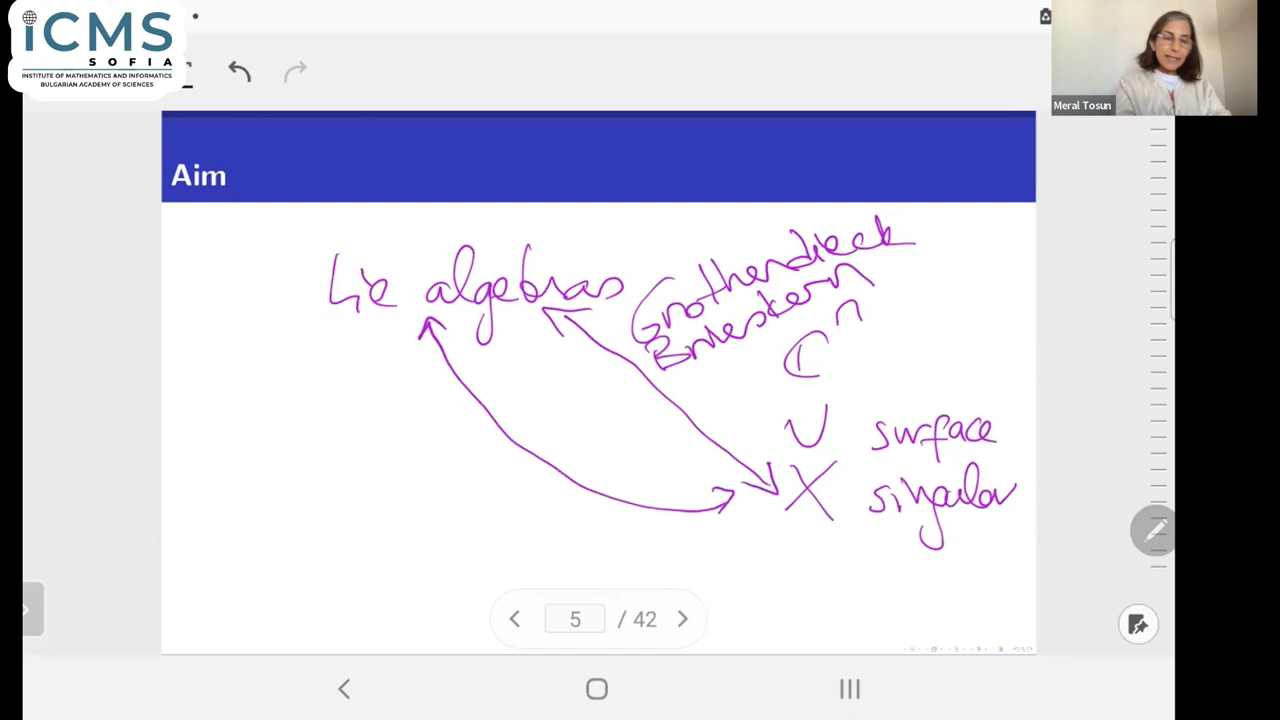 iCMS
SOFIA
INSTITUTE OF MATHEMATICS AND INFORMATICS
BULGARIAN ACADEMY OF SCIENCES
Meral Tosun
Aim
Lie algebras
Grothendieck
ℂⁿ
∪ surface
X singular
5 / 42